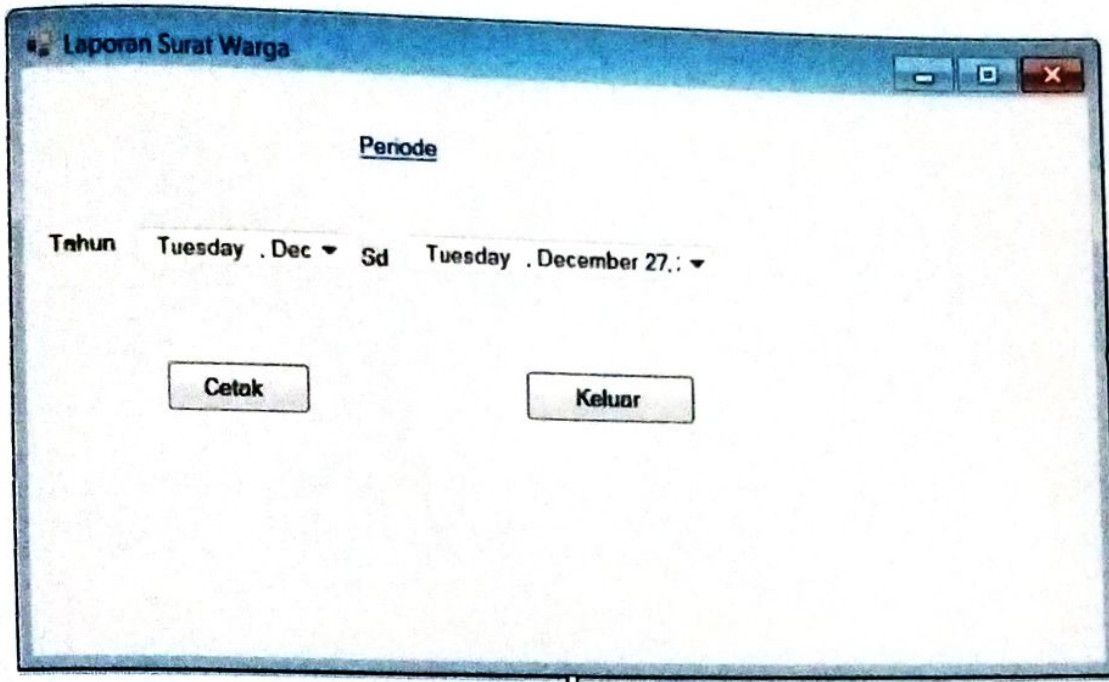 Laporan Surat Warga
Periode
Tahun Tuesday , Dec Sd Tuesday , December 27, :
Cetak Keluar